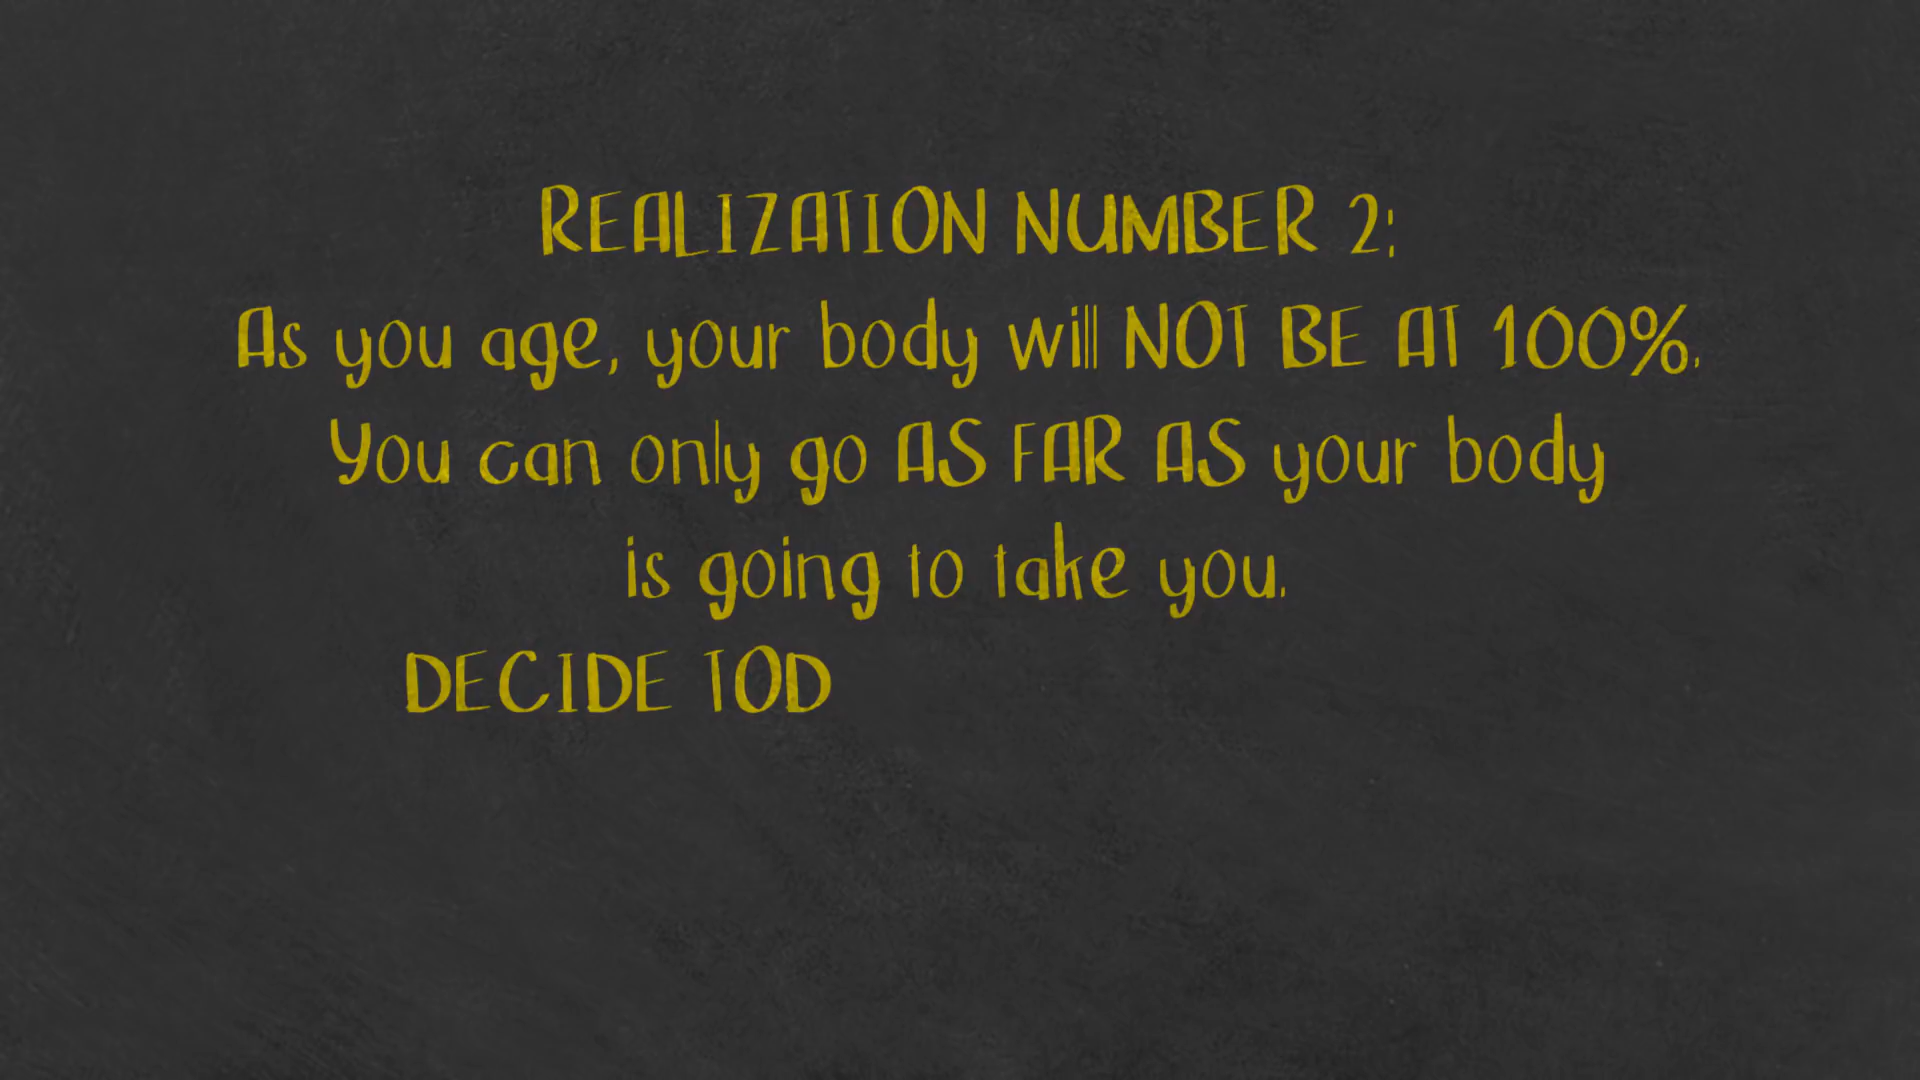 REALIZATION NUMBER 2:
As you age, your body will NOT BE AT 100%.
You can only go AS FAR AS your body
is going to take you.
DECIDE TOD